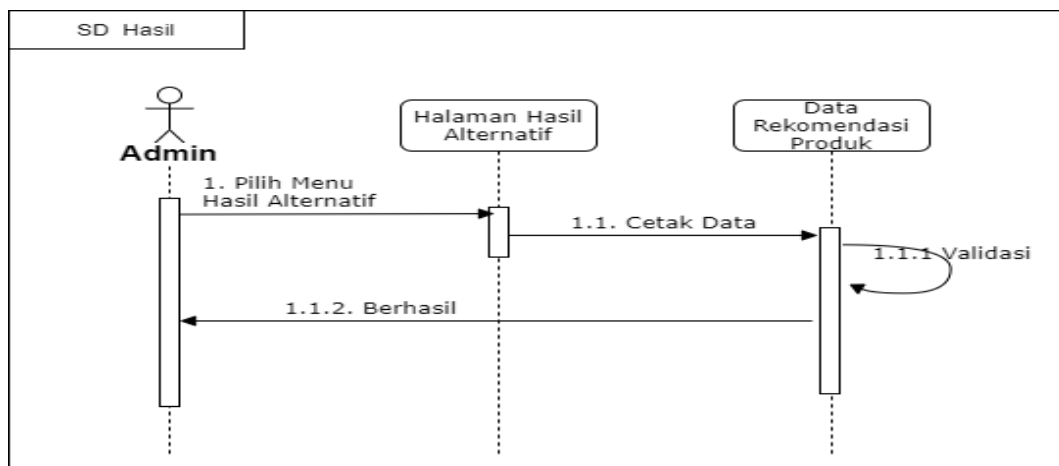 SD Hasil
Admin
Halaman Hasil
Alternatif
Data
Rekomendasi
Produk
1. Pilih Menu
Hasil Alternatif
1.1. Cetak Data
1.1.1 Validasi
1.1.2. Berhasil